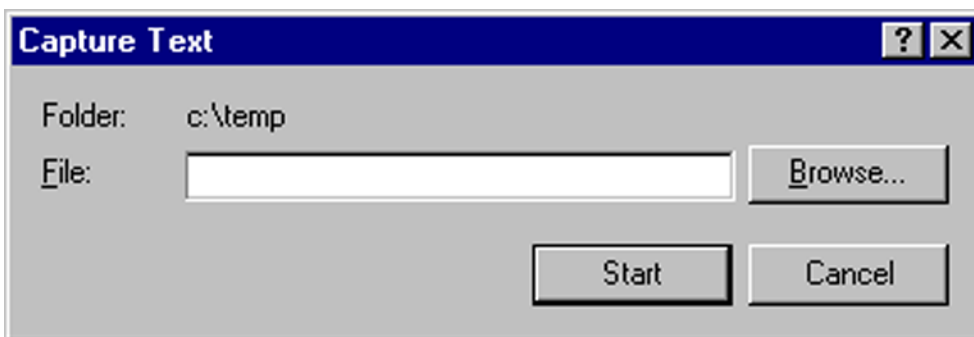 Capture Text ?
Folder: c:\temp
File: Browse...
Start Cancel